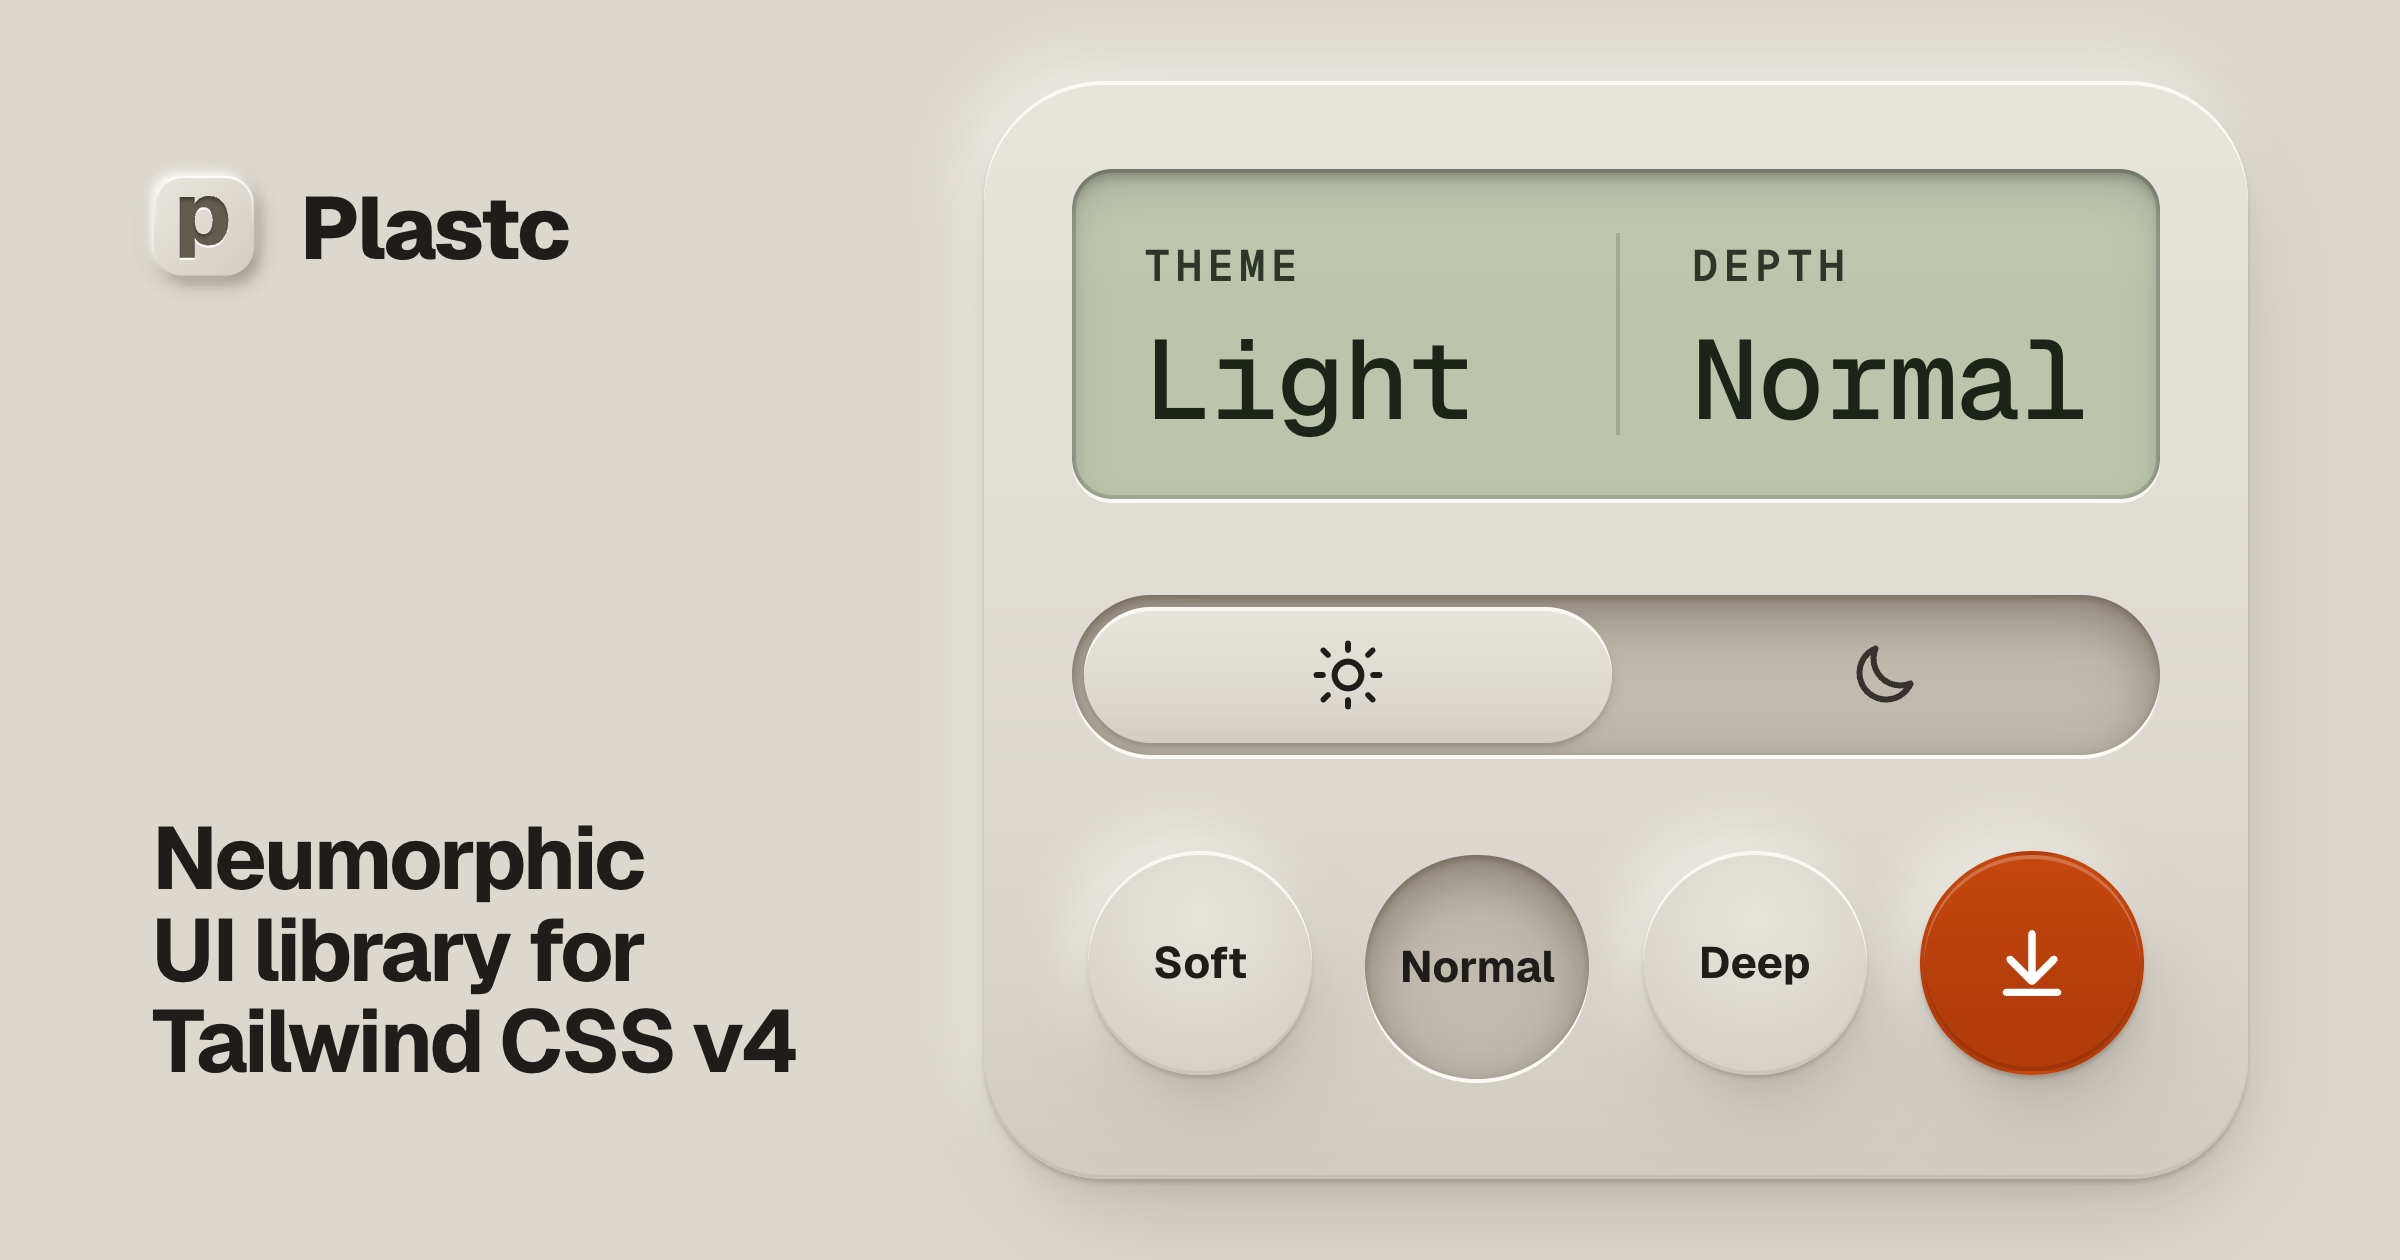 p
Plastc
Neumorphic
UI library for
Tailwind CSS v4
THEME
Light
DEPTH
Normal
Soft
Normal
Deep